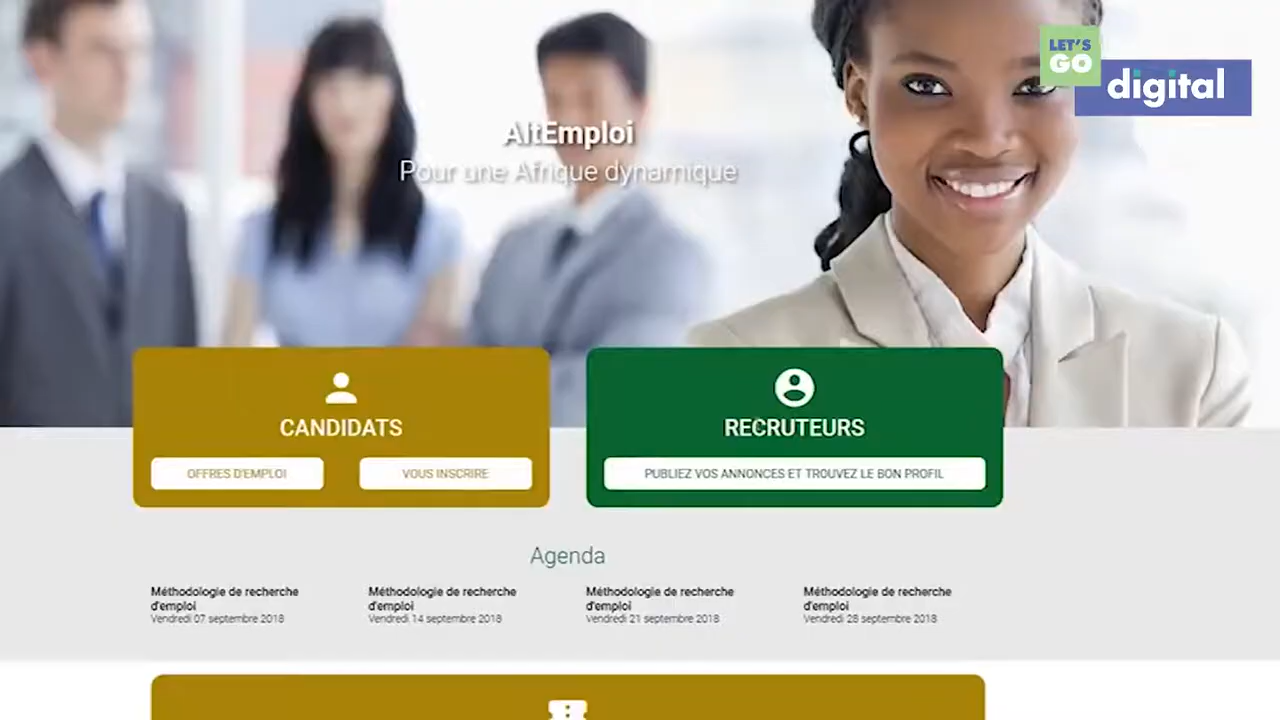 LET'S
GO
digital
AltEmploi
Pour une Afrique dynamique
CANDIDATS
OFFRES D'EMPLOI
VOUS INSCRIRE
RECRUTEURS
PUBLIEZ VOS ANNONCES ET TROUVEZ LE BON PROFIL
Agenda
Méthodologie de recherche
d'emploi
Vendredi 07 septembre 2018
Méthodologie de recherche
d'emploi
Vendredi 14 septembre 2018
Méthodologie de recherche
d'emploi
Vendredi 21 septembre 2018
Méthodologie de recherche
d'emploi
Vendredi 28 septembre 2018